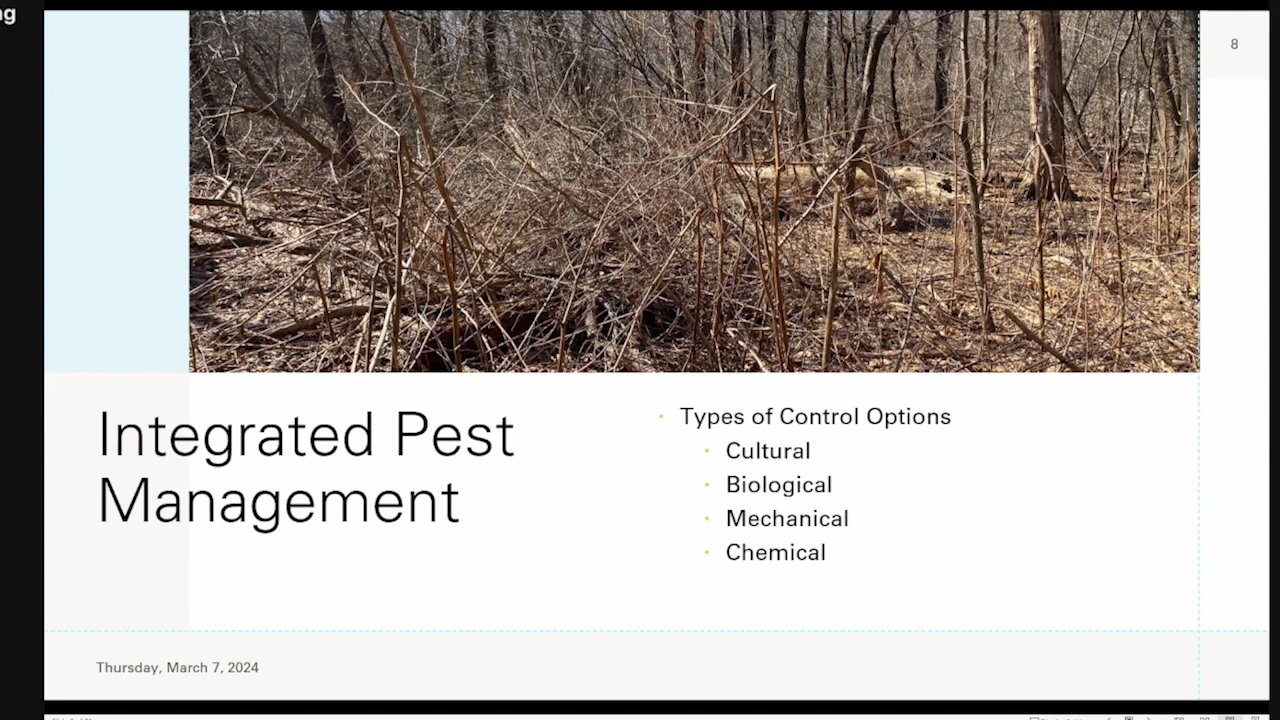 8
Integrated Pest
Management
• Types of Control Options
• Cultural
• Biological
• Mechanical
• Chemical
Thursday, March 7, 2024